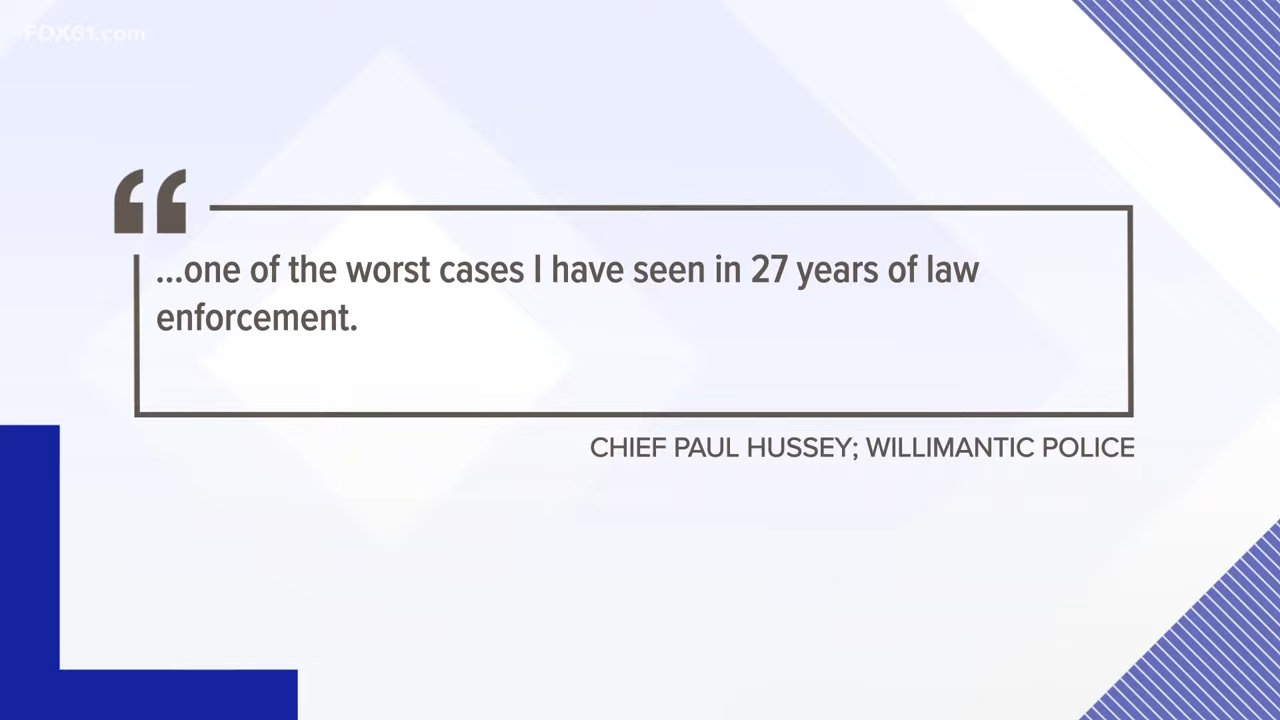 FOX61.com
“
...one of the worst cases I have seen in 27 years of law
enforcement.
CHIEF PAUL HUSSEY; WILLIMANTIC POLICE